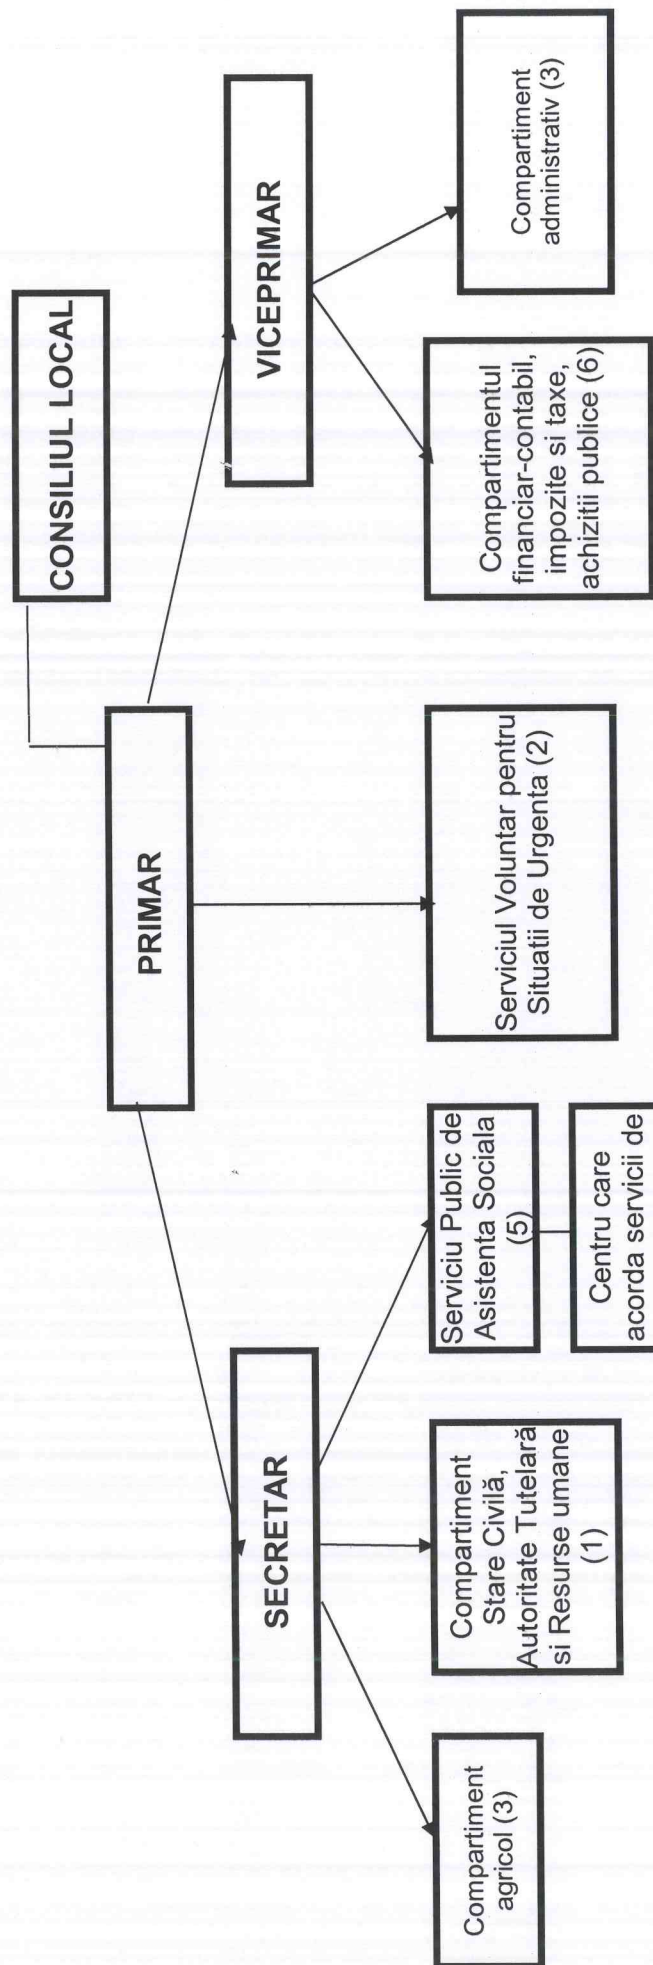 CONSILIUL LOCAL
PRIMAR
SECRETAR
VICEPRIMAR
Compartiment
agricol (3)
Compartiment
Stare Civilă,
Autoritate Tutelară
si Resurse umane
(1)
Serviciu Public de
Asistenta Sociala
(5)
Centru care
acorda servicii de
Serviciul Voluntar pentru
Situatii de Urgenta (2)
Compartimentul
financiar-contabil,
impozite si taxe,
achizitii publice (6)
Compartiment
administrativ (3)